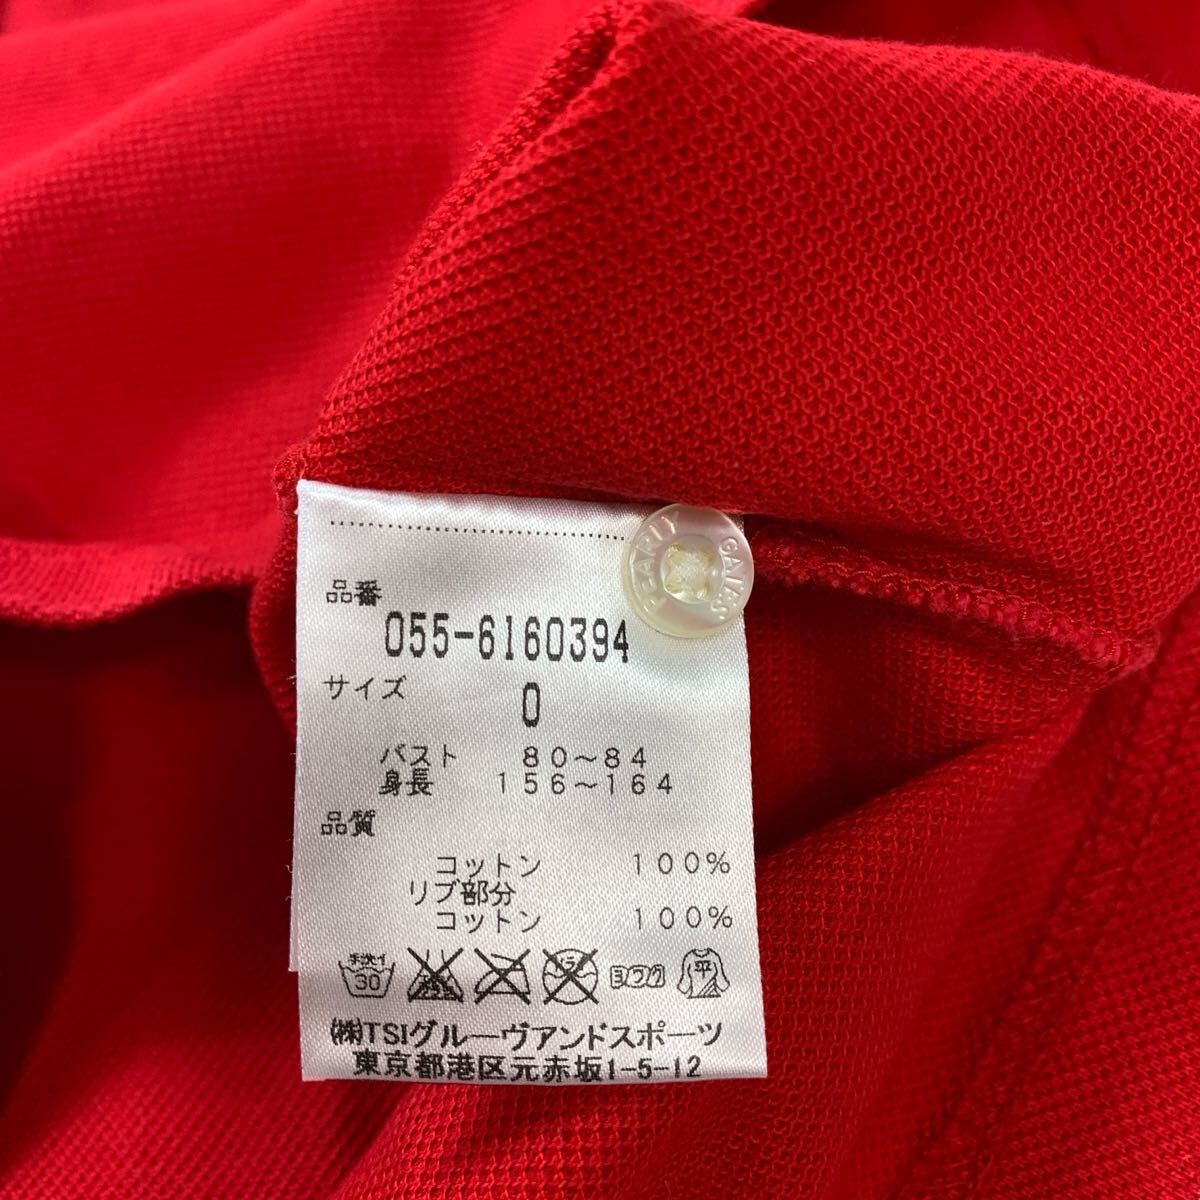 PEARLY GATES
品番
055-6160394
サイズ
0
バスト 80〜84
身長 156〜164
品質
コットン 100%
リブ部分
コットン 100%
手洗イ
30
ヨワク
平
(株)TSIグルーヴアンドスポーツ
東京都港区元赤坂1-5-12